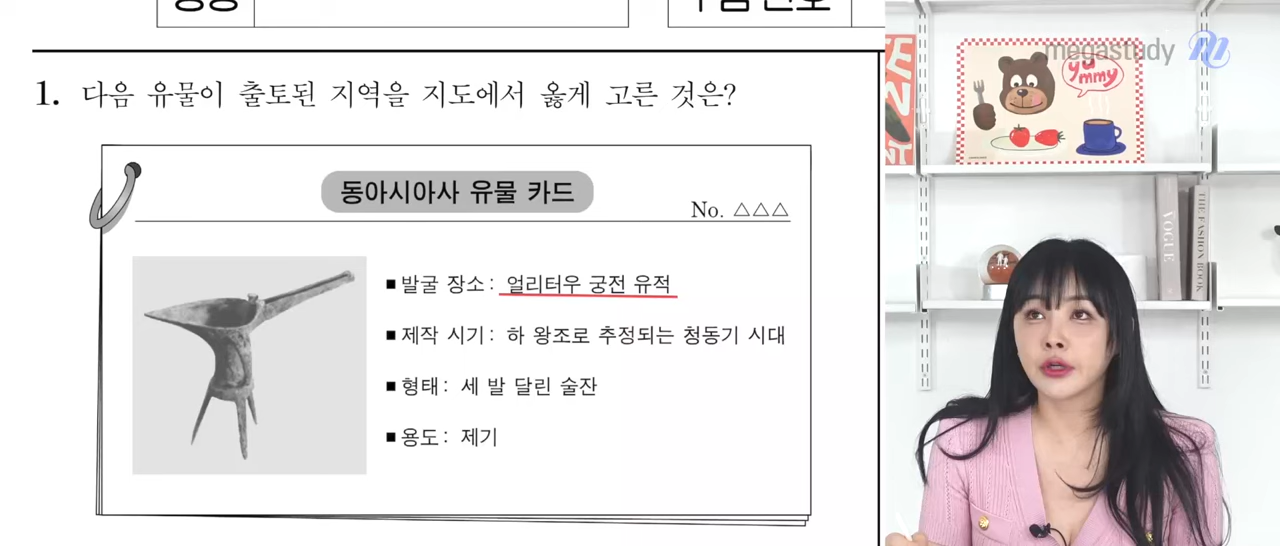 1. 다음 유물이 출토된 지역을 지도에서 옳게 고른 것은?
동아시아사 유물 카드
No. △△△
■ 발굴 장소 : 얼리터우 궁전 유적
■ 제작 시기 : 하 왕조로 추정되는 청동기 시대
■ 형태 : 세 발 달린 술잔
■ 용도 : 제기
megastudy
yu
mmy
VOGUE
THE FASHION BOOK